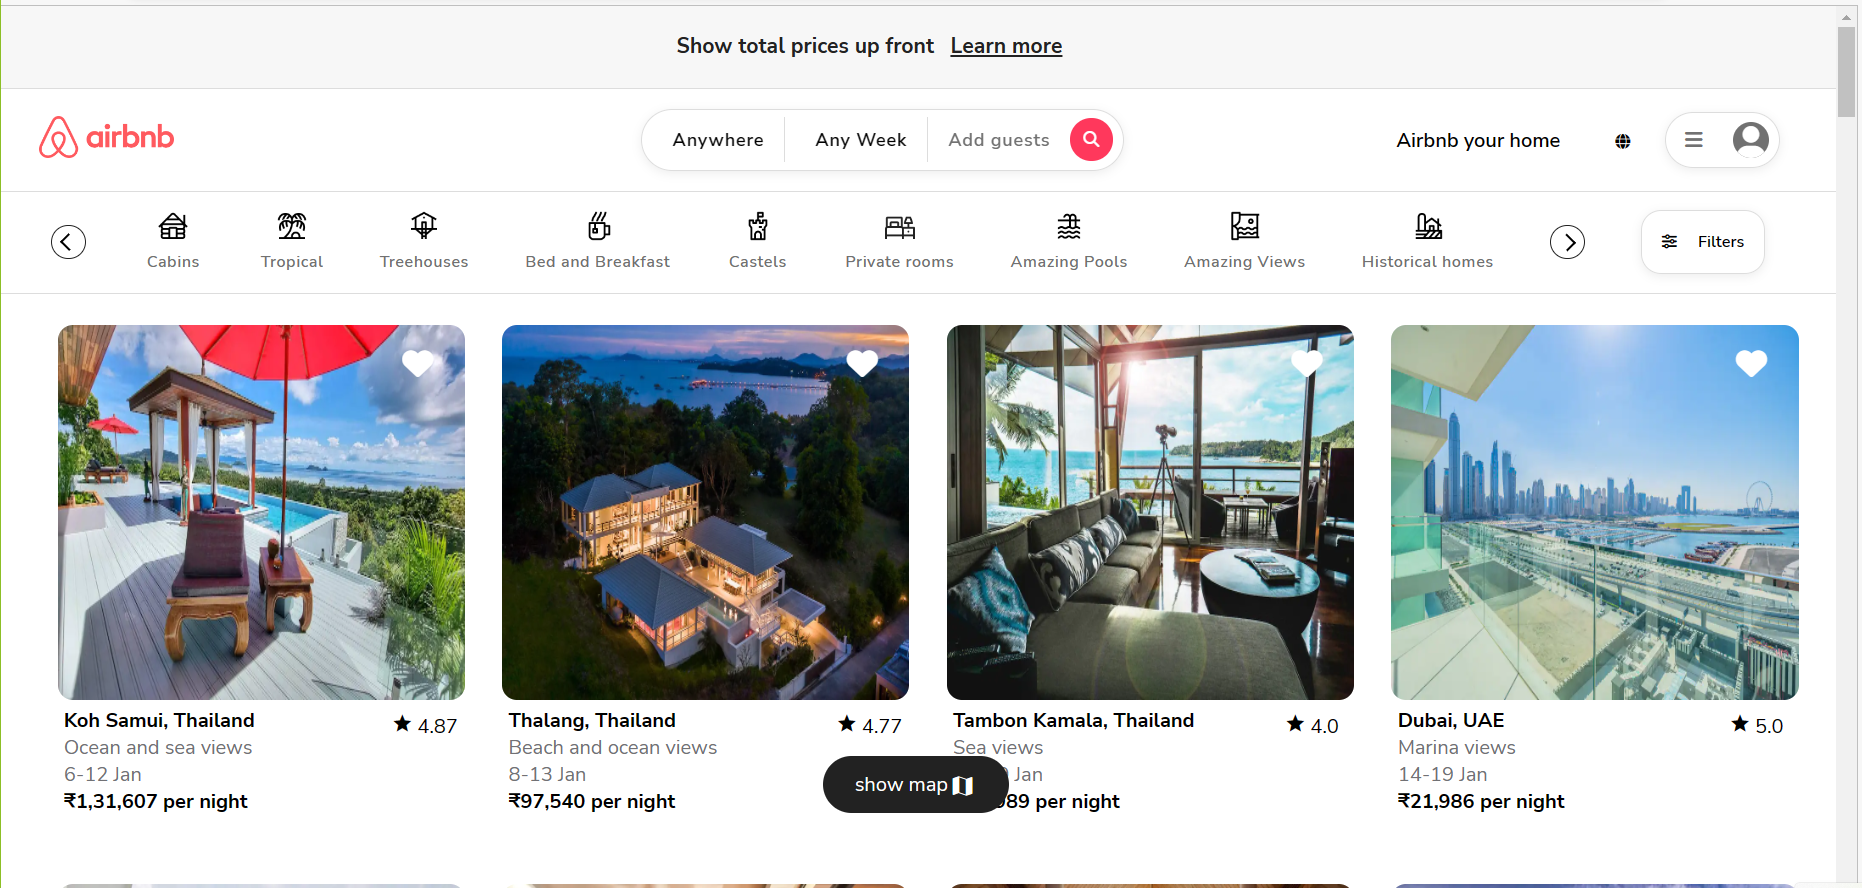 Show total prices up front Learn more
airbnb
Anywhere Any Week Add guests
Airbnb your home
Cabins
Tropical
Treehouses
Bed and Breakfast
Castels
Private rooms
Amazing Pools
Amazing Views
Historical homes
Filters
Koh Samui, Thailand 4.87
Ocean and sea views
6-12 Jan
₹1,31,607 per night
Thalang, Thailand 4.77
Beach and ocean views
8-13 Jan
₹97,540 per night
Tambon Kamala, Thailand 4.0
Sea views
Jan
989 per night
show map
Dubai, UAE 5.0
Marina views
14-19 Jan
₹21,986 per night